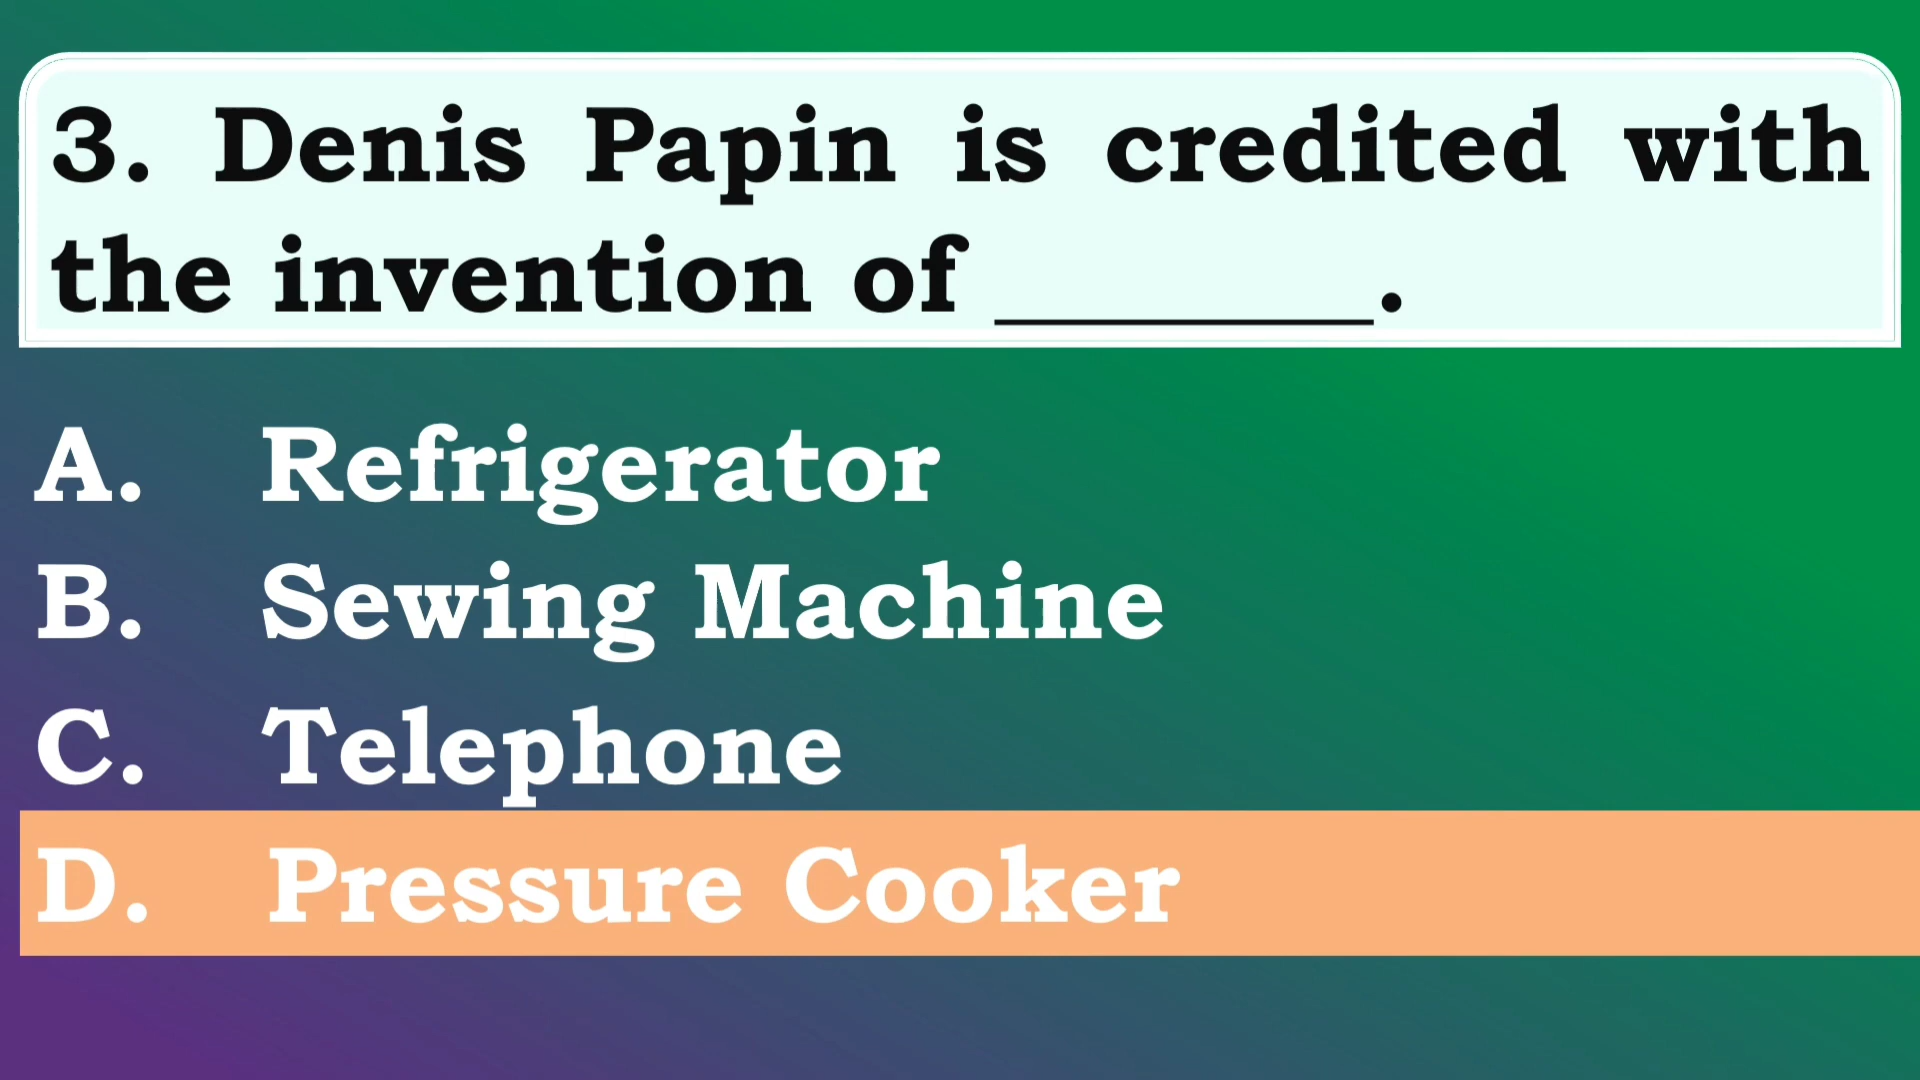 3. Denis Papin is credited with
the invention of ________.
A. Refrigerator
B. Sewing Machine
C. Telephone
D. Pressure Cooker